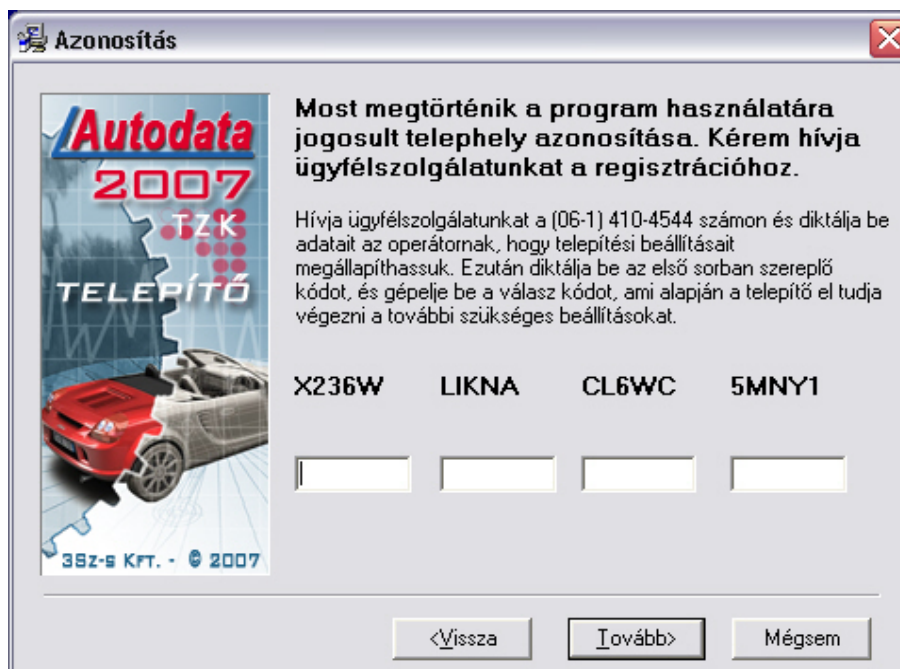 Azonosítás
Autodata
2007
TZK
TELEPÍTŐ
3Sz-s Kft. - © 2007
Most megtörténik a program használatára
jogosult telephely azonosítása. Kérem hívja
ügyfélszolgálatunkat a regisztrációhoz.
Hívja ügyfélszolgálatunkat a (06-1) 410-4544 számon és diktálja be
adatait az operátornak, hogy telepítési beállításait
megállapíthassuk. Ezután diktálja be az első sorban szereplő
kódot, és gépelje be a válasz kódot, ami alapján a telepítő el tudja
végezni a további szükséges beállításokat.
X236W LIKNA CL6WC 5MNY1
<Vissza Tovább> Mégsem